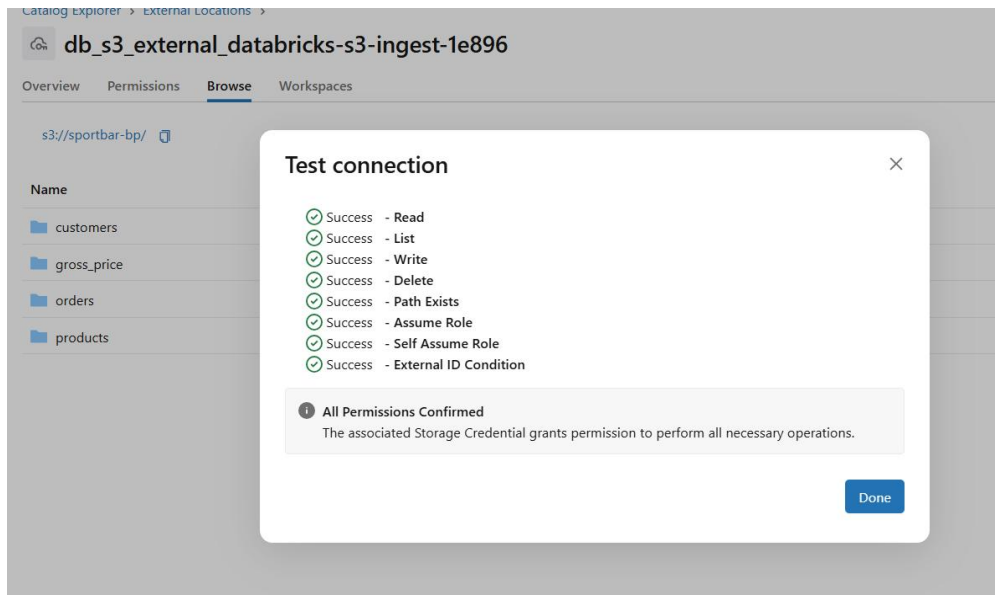 Catalog Explorer > External Locations >
db_s3_external_databricks-s3-ingest-1e896
Overview Permissions Browse Workspaces
s3://sportbar-bp/
Name
customers
gross_price
orders
products
Test connection
Success - Read
Success - List
Success - Write
Success - Delete
Success - Path Exists
Success - Assume Role
Success - Self Assume Role
Success - External ID Condition
All Permissions Confirmed
The associated Storage Credential grants permission to perform all necessary operations.
Done